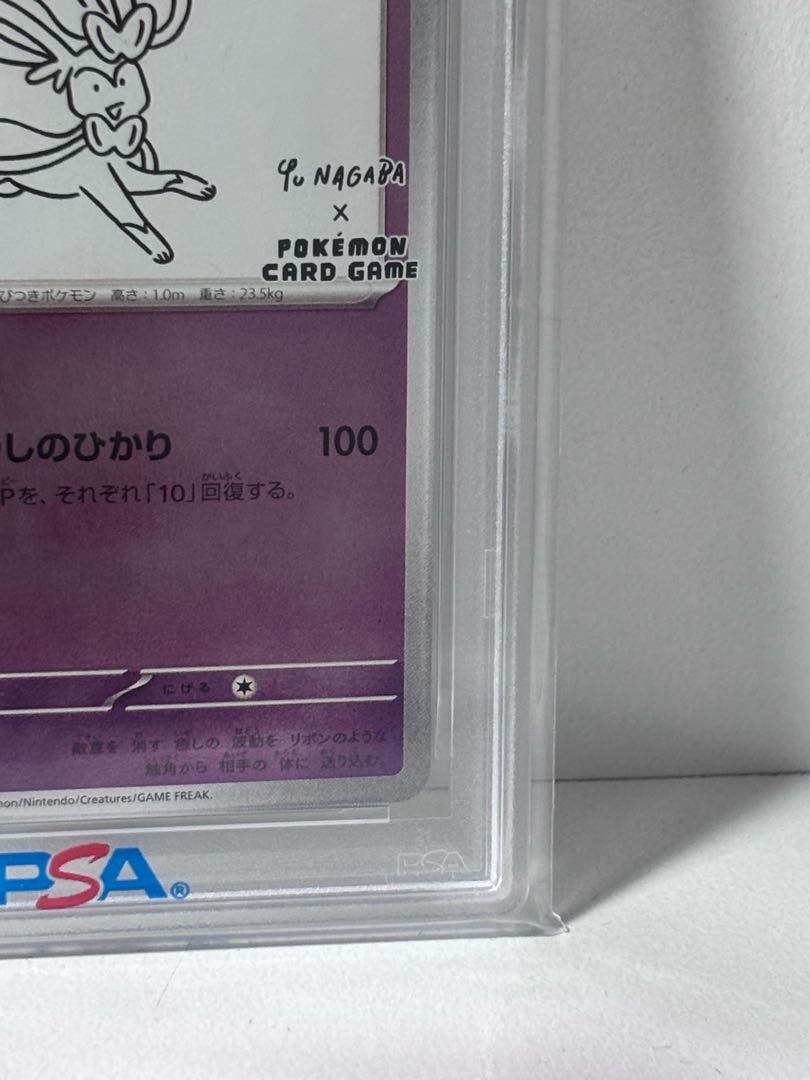 Yu NAGABA
×
POKÉMON
CARD GAME
びつきポケモン 高さ：1.0m 重さ：23.5kg
しのひかり 100
Pを、それぞれ「10」回復する。
にげる
敵意を 消す 癒しの 波動を リボンのような
触角から 相手の 体に 送り込む。
mon/Nintendo/Creatures/GAME FREAK.
PSA®
PSA